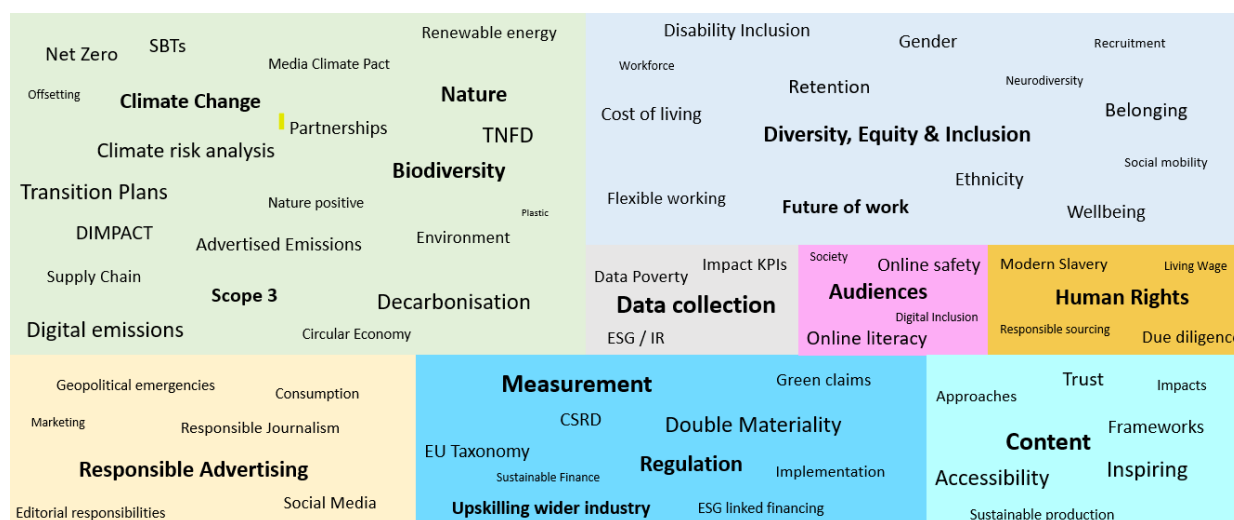 Net Zero
SBTs
Renewable energy
Media Climate Pact
Offsetting
Climate Change
Nature
Partnerships
TNFD
Climate risk analysis
Biodiversity
Transition Plans
Nature positive
Plastic
DIMPACT
Advertised Emissions
Environment
Supply Chain
Scope 3
Decarbonisation
Digital emissions
Circular Economy
Disability Inclusion
Gender
Recruitment
Workforce
Retention
Neurodiversity
Cost of living
Belonging
Diversity, Equity & Inclusion
Social mobility
Ethnicity
Flexible working
Future of work
Wellbeing
Data Poverty
Impact KPIs
Data collection
ESG / IR
Society
Online safety
Audiences
Digital Inclusion
Online literacy
Modern Slavery
Living Wage
Human Rights
Responsible sourcing
Due diligence
Geopolitical emergencies
Consumption
Marketing
Responsible Journalism
Responsible Advertising
Social Media
Editorial responsibilities
Measurement
Green claims
CSRD
Double Materiality
EU Taxonomy
Regulation
Implementation
Sustainable Finance
Upskilling wider industry
ESG linked financing
Trust
Impacts
Approaches
Frameworks
Content
Accessibility
Inspiring
Sustainable production